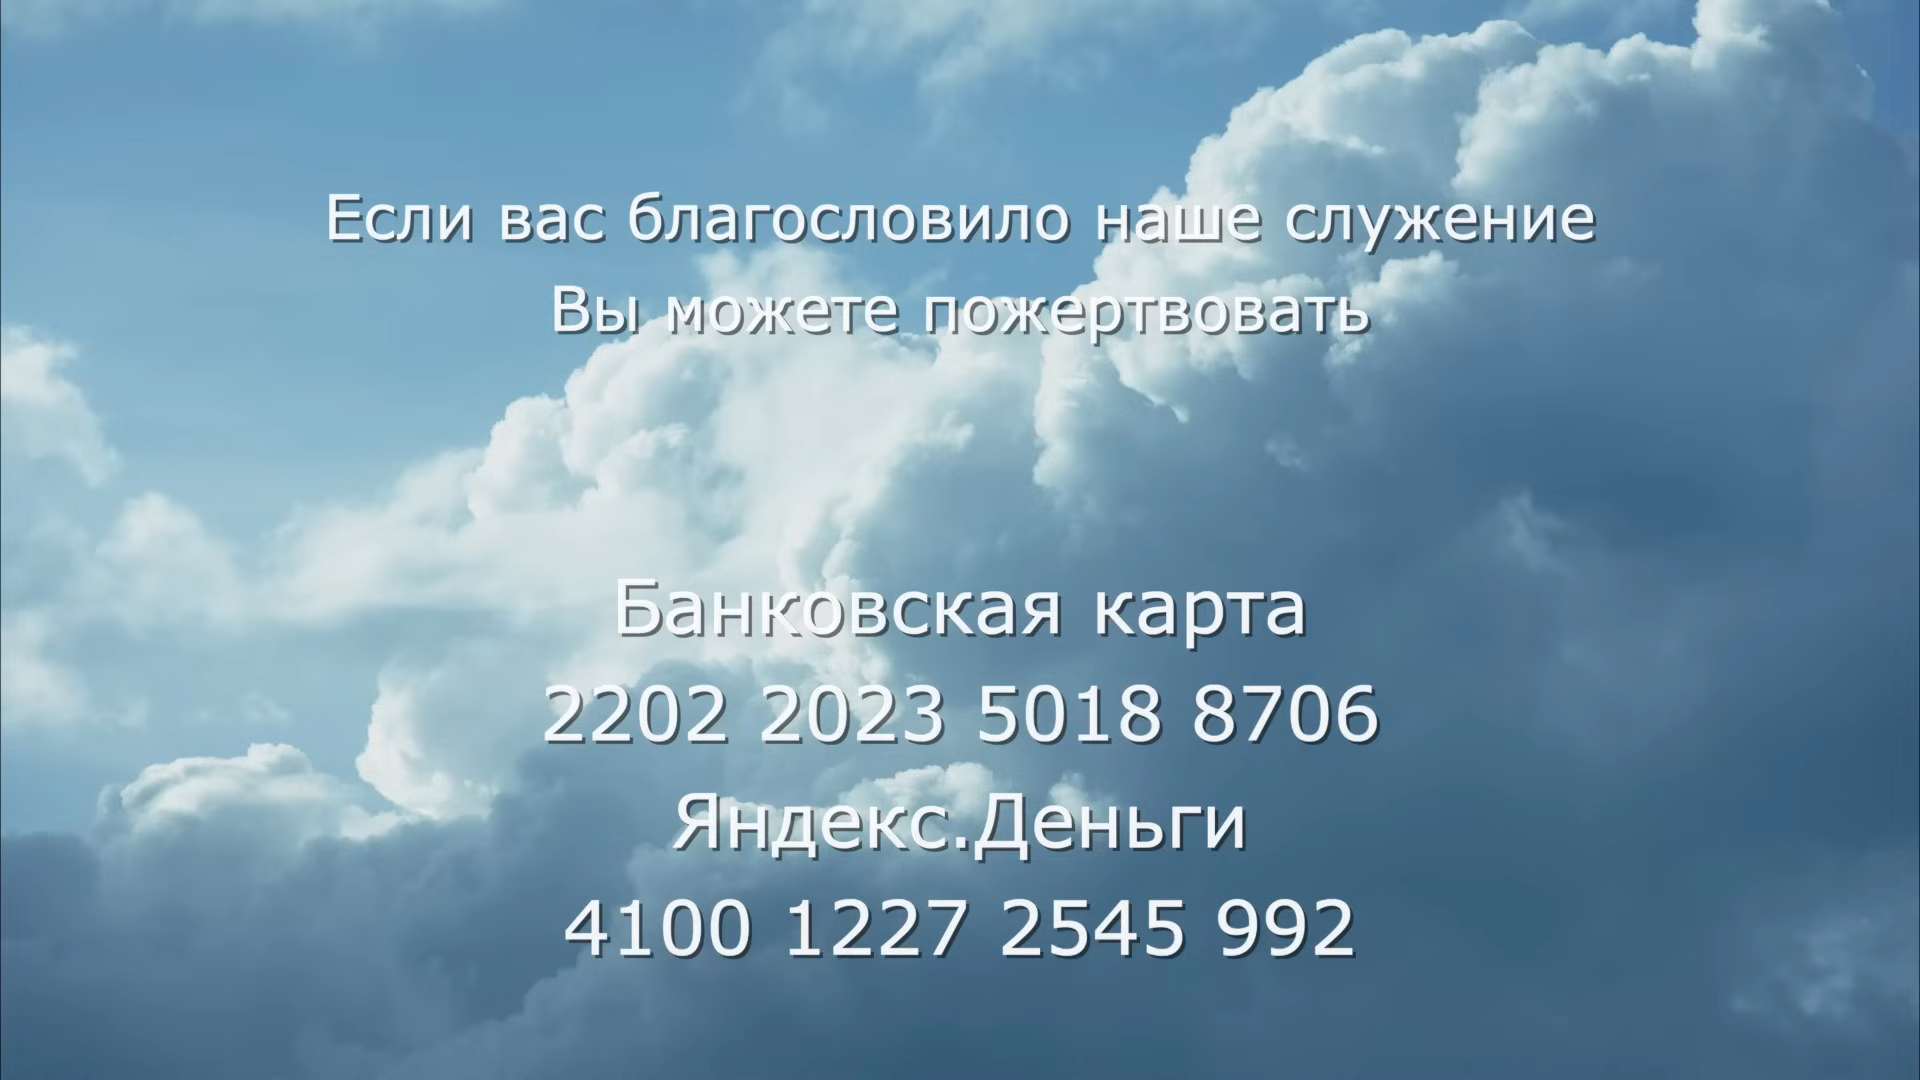 Если вас благословило наше служение
Вы можете пожертвовать
Банковская карта
2202 2023 5018 8706
Яндекс.Деньги
4100 1227 2545 992